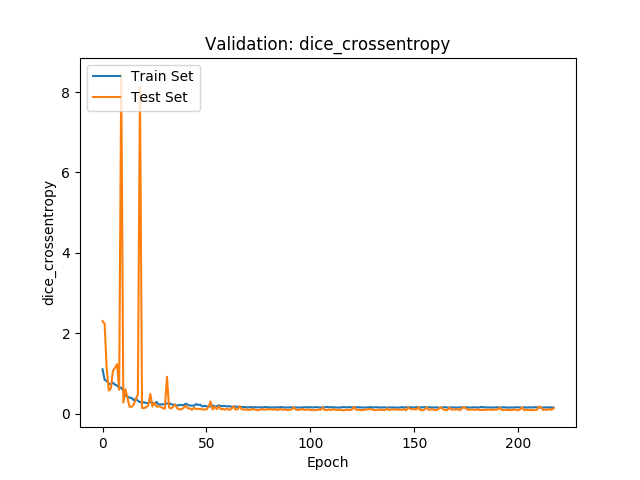 Validation: dice_crossentropy
Train Set
Test Set
8
6
4
2
0
dice_crossentropy
0
50
100
150
200
Epoch